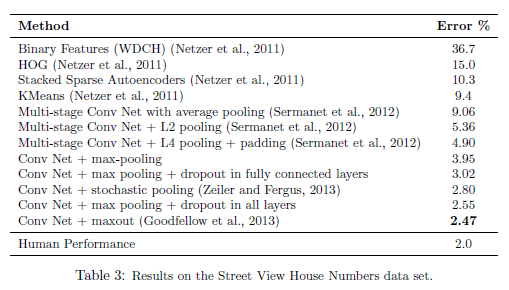 Method Error %
Binary Features (WDCH) (Netzer et al., 2011) 36.7
HOG (Netzer et al., 2011) 15.0
Stacked Sparse Autoencoders (Netzer et al., 2011) 10.3
KMeans (Netzer et al., 2011) 9.4
Multi-stage Conv Net with average pooling (Sermanet et al., 2012) 9.06
Multi-stage Conv Net + L2 pooling (Sermanet et al., 2012) 5.36
Multi-stage Conv Net + L4 pooling + padding (Sermanet et al., 2012) 4.90
Conv Net + max-pooling 3.95
Conv Net + max pooling + dropout in fully connected layers 3.02
Conv Net + stochastic pooling (Zeiler and Fergus, 2013) 2.80
Conv Net + max pooling + dropout in all layers 2.55
Conv Net + maxout (Goodfellow et al., 2013) 2.47
Human Performance 2.0
Table 3: Results on the Street View House Numbers data set.